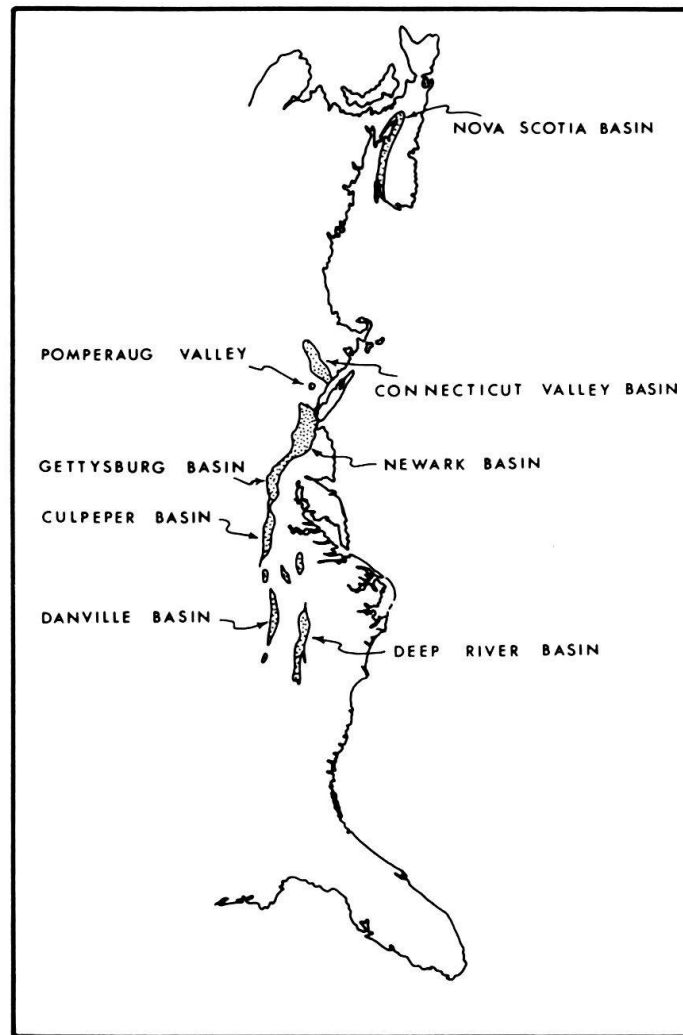 NOVA SCOTIA BASIN
POMPERAUG VALLEY
CONNECTICUT VALLEY BASIN
GETTYSBURG BASIN
NEWARK BASIN
CULPEPER BASIN
DANVILLE BASIN
DEEP RIVER BASIN